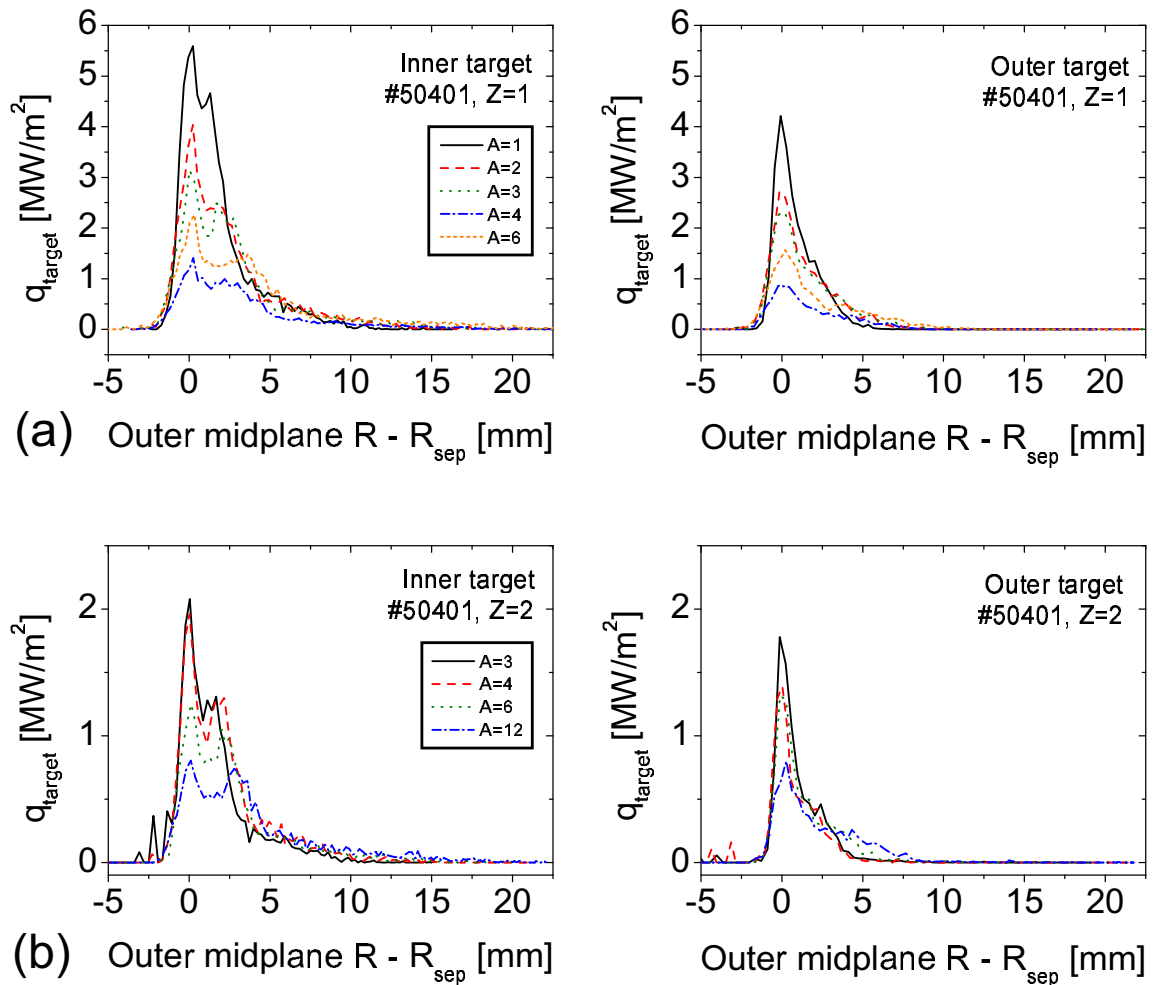 (a)
6
5
4
3
2
1
0
q_target [MW/m²]
Inner target
#50401, Z=1
A=1
A=2
A=3
A=4
A=6
-5 0 5 10 15 20
Outer midplane R - R_sep [mm]
6
5
4
3
2
1
0
q_target [MW/m²]
Outer target
#50401, Z=1
-5 0 5 10 15 20
Outer midplane R - R_sep [mm]
(b)
2
1
0
q_target [MW/m²]
Inner target
#50401, Z=2
A=3
A=4
A=6
A=12
-5 0 5 10 15 20
Outer midplane R - R_sep [mm]
2
1
0
q_target [MW/m²]
Outer target
#50401, Z=2
-5 0 5 10 15 20
Outer midplane R - R_sep [mm]